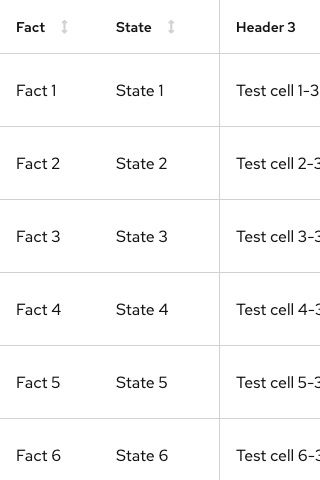 Fact State Header 3
Fact 1 State 1 Test cell 1-3
Fact 2 State 2 Test cell 2-3
Fact 3 State 3 Test cell 3-3
Fact 4 State 4 Test cell 4-3
Fact 5 State 5 Test cell 5-3
Fact 6 State 6 Test cell 6-3